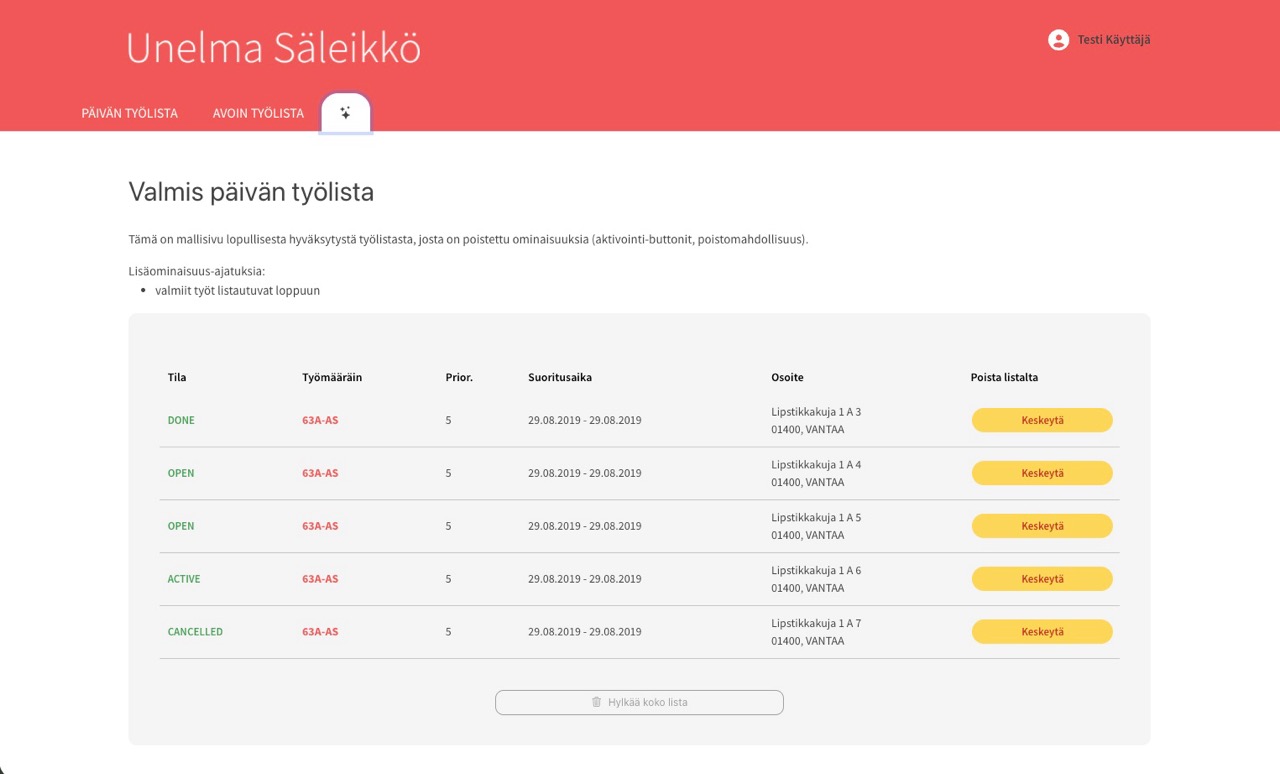 Unelma Säleikkö
Testi Käyttäjä
PÄIVÄN TYÖLISTA AVOIN TYÖLISTA
Valmis päivän työlista
Tämä on mallisivu lopullisesta hyväksytystä työlistasta, josta on poistettu ominaisuuksia (aktivointi-buttonit, poistomahdollisuus).
Lisäominaisuus-ajatuksia:
• valmiit työt listautuvat loppuun
Tila Työmääräin Prior. Suoritusaika Osoite Poista listalta
DONE 63A-AS 5 29.08.2019 - 29.08.2019 Lipstikkakuja 1 A 3 Keskeytä
01400, VANTAA
OPEN 63A-AS 5 29.08.2019 - 29.08.2019 Lipstikkakuja 1 A 4 Keskeytä
01400, VANTAA
OPEN 63A-AS 5 29.08.2019 - 29.08.2019 Lipstikkakuja 1 A 5 Keskeytä
01400, VANTAA
ACTIVE 63A-AS 5 29.08.2019 - 29.08.2019 Lipstikkakuja 1 A 6 Keskeytä
01400, VANTAA
CANCELLED 63A-AS 5 29.08.2019 - 29.08.2019 Lipstikkakuja 1 A 7 Keskeytä
01400, VANTAA
Hylkää koko lista